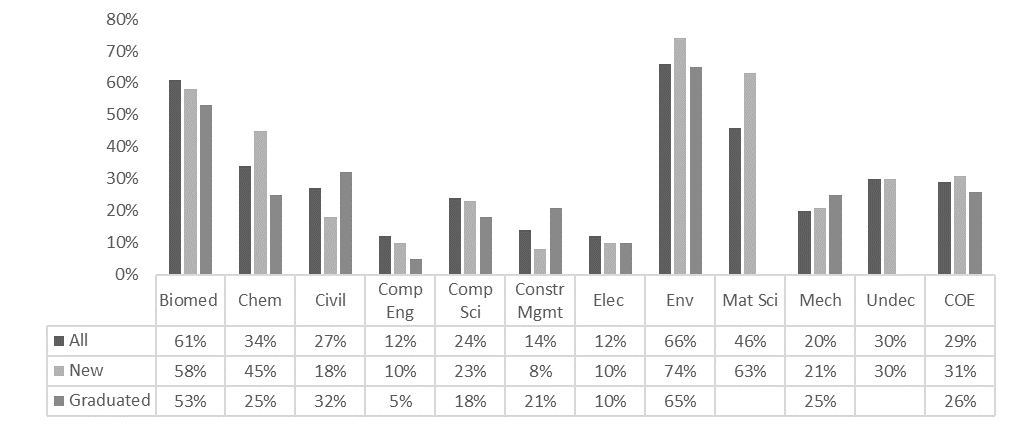 80%
70%
60%
50%
40%
30%
20%
10%
0%
Biomed Chem Civil Comp Eng Comp Sci Constr Mgmt Elec Env Mat Sci Mech Undec COE
All 61% 34% 27% 12% 24% 14% 12% 66% 46% 20% 30% 29%
New 58% 45% 18% 10% 23% 8% 10% 74% 63% 21% 30% 31%
Graduated 53% 25% 32% 5% 18% 21% 10% 65% 25% 26%